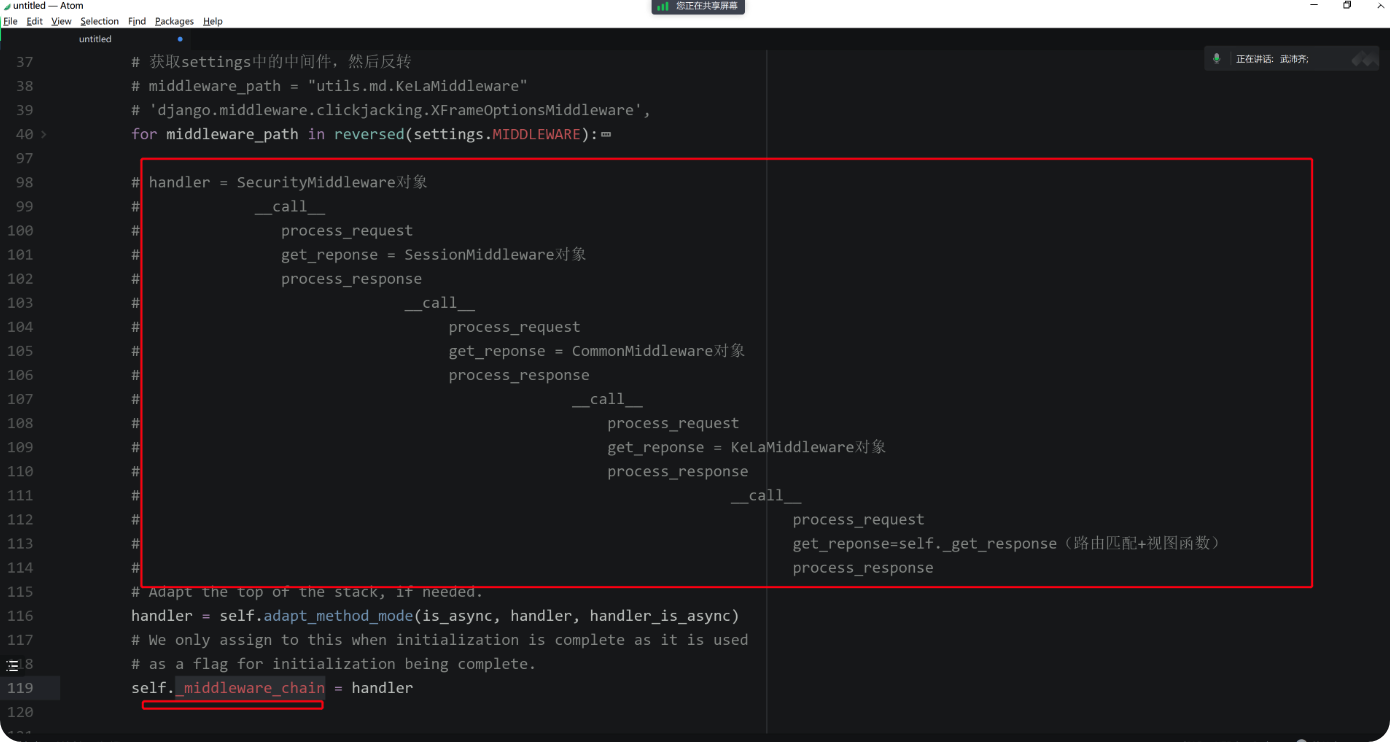 untitled — Atom
您正在共享屏幕
File Edit View Selection Find Packages Help
untitled
正在讲话: 武沛齐;
37 # 获取settings中的中间件，然后反转
38 # middleware_path = "utils.md.KeLaMiddleware"
39 # 'django.middleware.clickjacking.XFrameOptionsMiddleware',
40 for middleware_path in reversed(settings.MIDDLEWARE):
97
98 # handler = SecurityMiddleware对象
99 # __call__
100 # process_request
101 # get_reponse = SessionMiddleware对象
102 # process_response
103 # __call__
104 # process_request
105 # get_reponse = CommonMiddleware对象
106 # process_response
107 # __call__
108 # process_request
109 # get_reponse = KeLaMiddleware对象
110 # process_response
111 # __call__
112 # process_request
113 # get_reponse=self._get_response（路由匹配+视图函数）
114 # process_response
115 # Adapt the top of the stack, if needed.
116 handler = self.adapt_method_mode(is_async, handler, handler_is_async)
117 # We only assign to this when initialization is complete as it is used
118 # as a flag for initialization being complete.
119 self._middleware_chain = handler
120